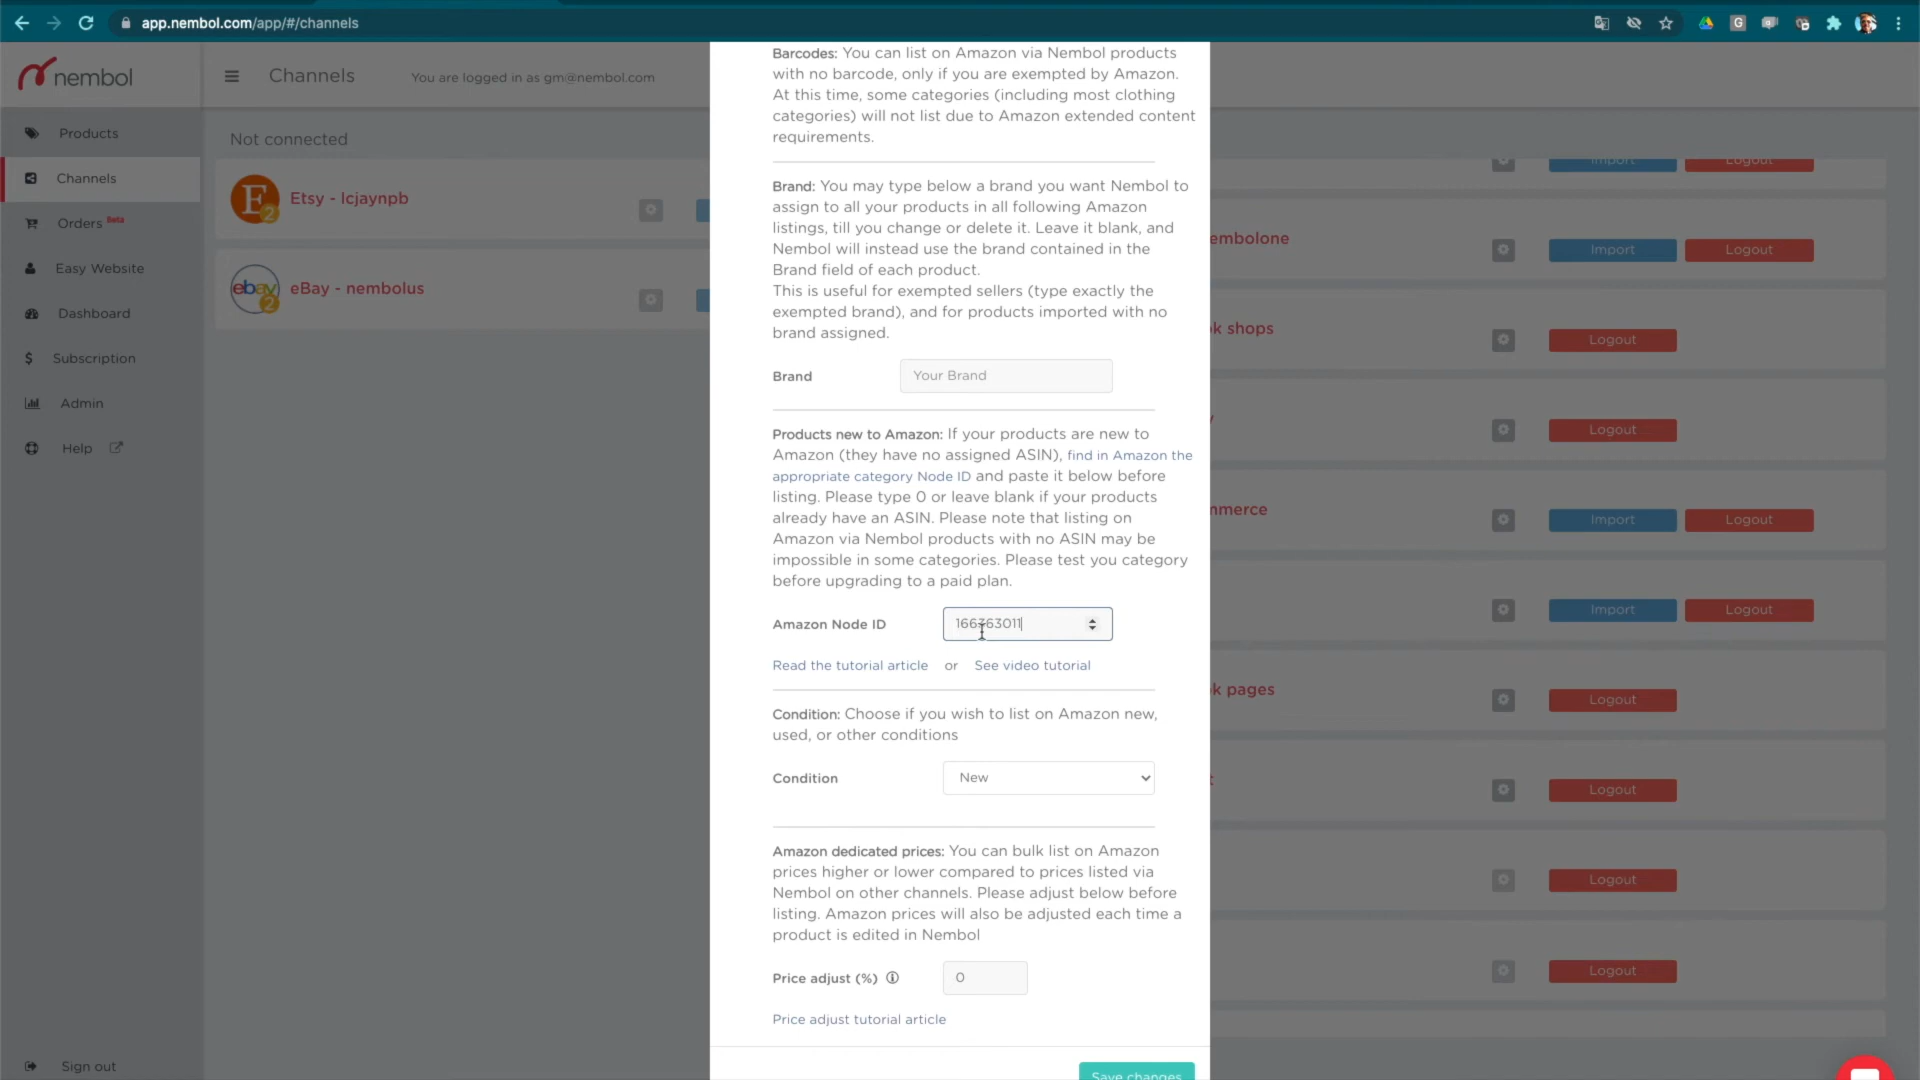 app.nembol.com/app/#/channels
nembol
Channels
You are logged in as gm@nembol.com
Products
Channels
Orders Beta
Easy Website
Dashboard
$ Subscription
Admin
Help
Sign out
Not connected
E
2
Etsy - lcjaynpb
ebay
2
eBay - nembolus
Barcodes: You can list on Amazon via Nembol products
with no barcode, only if you are exempted by Amazon.
At this time, some categories (including most clothing
categories) will not list due to Amazon extended content
requirements.
Brand: You may type below a brand you want Nembol to
assign to all your products in all following Amazon
listings, till you change or delete it. Leave it blank, and
Nembol will instead use the brand contained in the
Brand field of each product.
This is useful for exempted sellers (type exactly the
exempted brand), and for products imported with no
brand assigned.
Brand
Your Brand
Products new to Amazon: If your products are new to
Amazon (they have no assigned ASIN), find in Amazon the
appropriate category Node ID and paste it below before
listing. Please type 0 or leave blank if your products
already have an ASIN. Please note that listing on
Amazon via Nembol products with no ASIN may be
impossible in some categories. Please test you category
before upgrading to a paid plan.
Amazon Node ID
Read the tutorial article or See video tutorial
Condition: Choose if you wish to list on Amazon new,
used, or other conditions
Condition
New
Amazon dedicated prices: You can bulk list on Amazon
prices higher or lower compared to prices listed via
Nembol on other channels. Please adjust below before
listing. Amazon prices will also be adjusted each time a
product is edited in Nembol
Price adjust (%)
0
Price adjust tutorial article
Save changes
Import Logout
embolone
Import Logout
k shops
Logout
Logout
mmerce
Import Logout
Import Logout
k pages
Logout
t
Logout
Logout
Logout